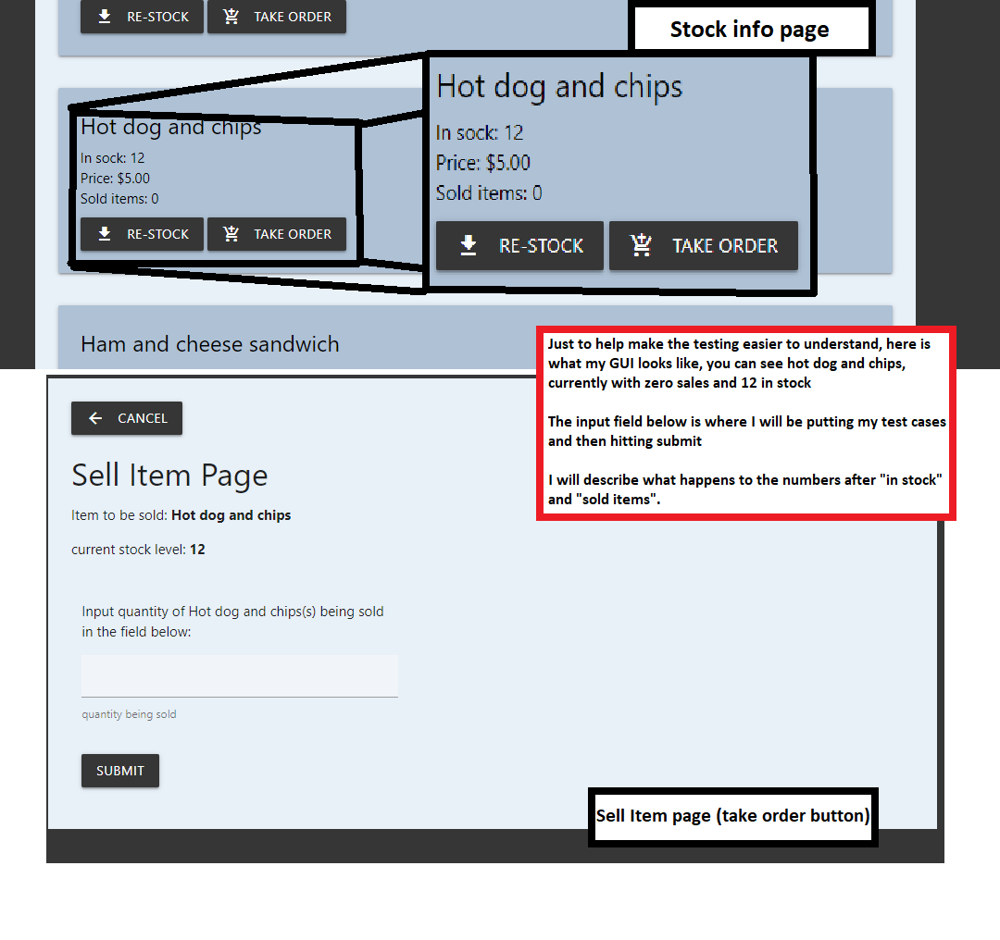 RE-STOCK TAKE ORDER
Stock info page
Hot dog and chips
In sock: 12
Price: $5.00
Sold items: 0
RE-STOCK TAKE ORDER
Hot dog and chips
In sock: 12
Price: $5.00
Sold items: 0
RE-STOCK TAKE ORDER
Ham and cheese sandwich
Just to help make the testing easier to understand, here is
what my GUI looks like, you can see hot dog and chips,
currently with zero sales and 12 in stock
The input field below is where I will be putting my test cases
and then hitting submit
I will describe what happens to the numbers after "in stock"
and "sold items".
CANCEL
Sell Item Page
Item to be sold: Hot dog and chips
current stock level: 12
Input quantity of Hot dog and chips(s) being sold
in the field below:
quantity being sold
SUBMIT
Sell Item page (take order button)